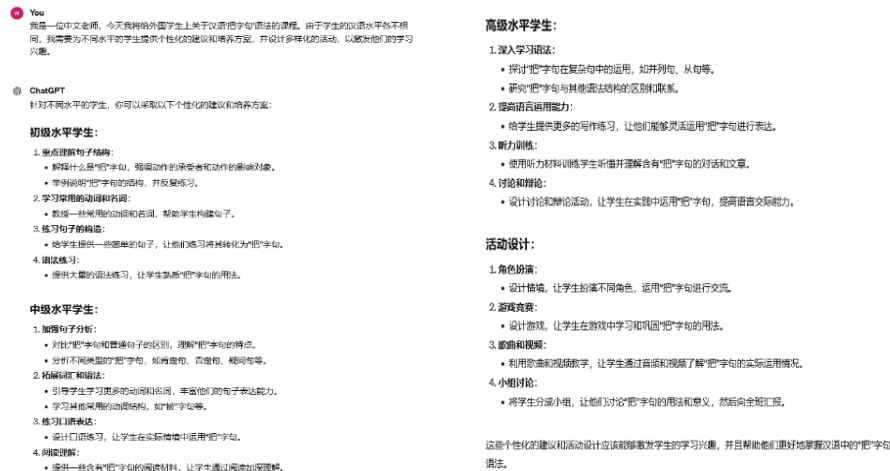 You
我是一位中文老师，今天我将给外国学生上关于汉语'把字句'语法的课程。由于学生的汉语水平各不相
同，我需要为不同水平的学生提供个性化的建议和培养方案，并设计多样化的活动，以激发他们的学习
兴趣。
ChatGPT
针对不同水平的学生，你可以采取以下个性化的建议和培养方案：
初级水平学生：
1. 重点理解句子结构：
• 解释什么是“把”字句，强调动作的承受者和动作的影响对象。
• 举例说明“把”字句的结构，并反复练习。
2. 学习常用的动词和名词：
• 教授一些常用的动词和名词，帮助学生构建句子。
3. 练习句子的构造：
• 给学生提供一些简单的句子，让他们练习将其转化为“把”字句。
4. 语法练习：
• 提供大量的语法练习，让学生熟悉“把”字句的用法。
中级水平学生：
1. 加强句子分析：
• 对比“把”字句和普通句子的区别，理解“把”字句的特点。
• 分析不同类型的“把”字句，如肯定句、否定句、疑问句等。
2. 拓展词汇和语法：
• 引导学生学习更多的动词和名词，丰富他们的句子表达能力。
• 学习其他常用的动词结构，如“被”字句等。
3. 练习口语表达：
• 设计口语练习，让学生在实际情境中运用“把”字句。
4. 阅读理解：
• 提供一些含有“把”字句的阅读材料，让学生通过阅读加深理解。
高级水平学生：
1. 深入学习语法：
• 探讨“把”字句在复杂句中的运用，如并列句、从句等。
• 研究“把”字句与其他语法结构的区别和联系。
2. 提高语言运用能力：
• 给学生提供更多的写作练习，让他们能够灵活运用“把”字句进行表达。
3. 听力训练：
• 使用听力材料训练学生听懂并理解含有“把”字句的对话和文章。
4. 讨论和辩论：
• 设计讨论和辩论活动，让学生在实践中运用“把”字句，提高语言交际能力。
活动设计：
1. 角色扮演：
• 设计情境，让学生扮演不同角色，运用“把”字句进行交流。
2. 游戏竞赛：
• 设计游戏，让学生在游戏中学习和巩固“把”字句的用法。
3. 歌曲和视频：
• 利用歌曲和视频教学，让学生通过音频和视频了解“把”字句的实际运用情况。
4. 小组讨论：
• 将学生分成小组，让他们讨论“把”字句的用法和意义，然后向全班汇报。
这些个性化的建议和活动设计应该能够激发学生的学习兴趣，并且帮助他们更好地掌握汉语中的“把”字句
语法。